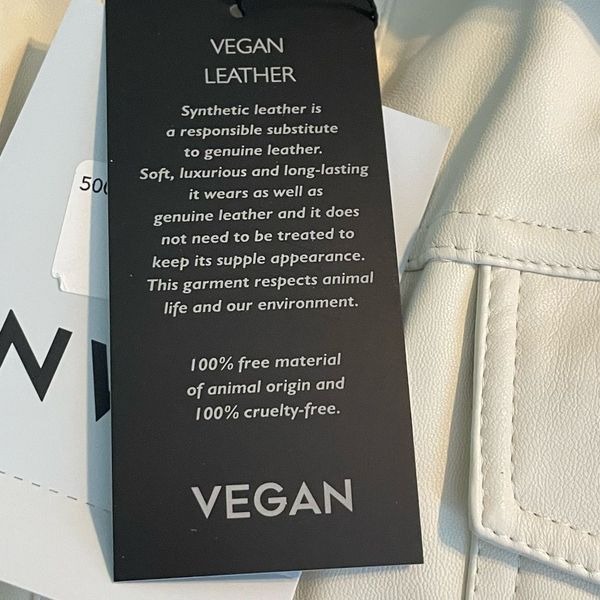 VEGAN
LEATHER
Synthetic leather is
a responsible substitute
to genuine leather.
Soft, luxurious and long-lasting
it wears as well as
genuine leather and it does
not need to be treated to
keep its supple appearance.
This garment respects animal
life and our environment.
100% free material
of animal origin and
100% cruelty-free.
VEGAN